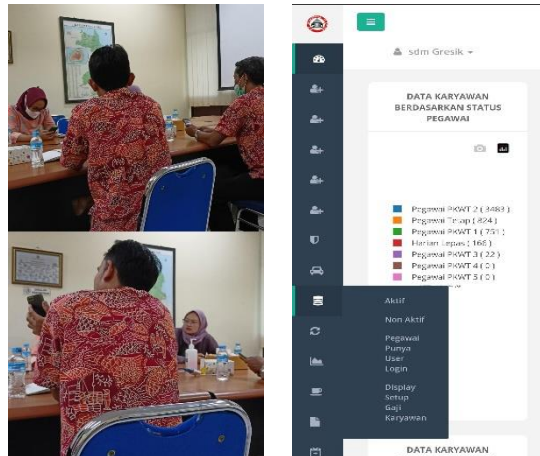 sdm Gresik
DATA KARYAWAN
BERDASARKAN STATUS
PEGAWAI
Pegawai PKWT 2 ( 3483 )
Pegawai Tetap ( 824 )
Pegawai PKWT 1 ( 751 )
Harian Lepas ( 166 )
Pegawai PKWT 3 ( 22 )
Pegawai PKWT 4 ( 0 )
Pegawai PKWT 5 ( 0 )
Aktif
Non Aktif
Pegawai
Punya
User
Login
Display
Setup
Gaji
Karyawan
DATA KARYAWAN